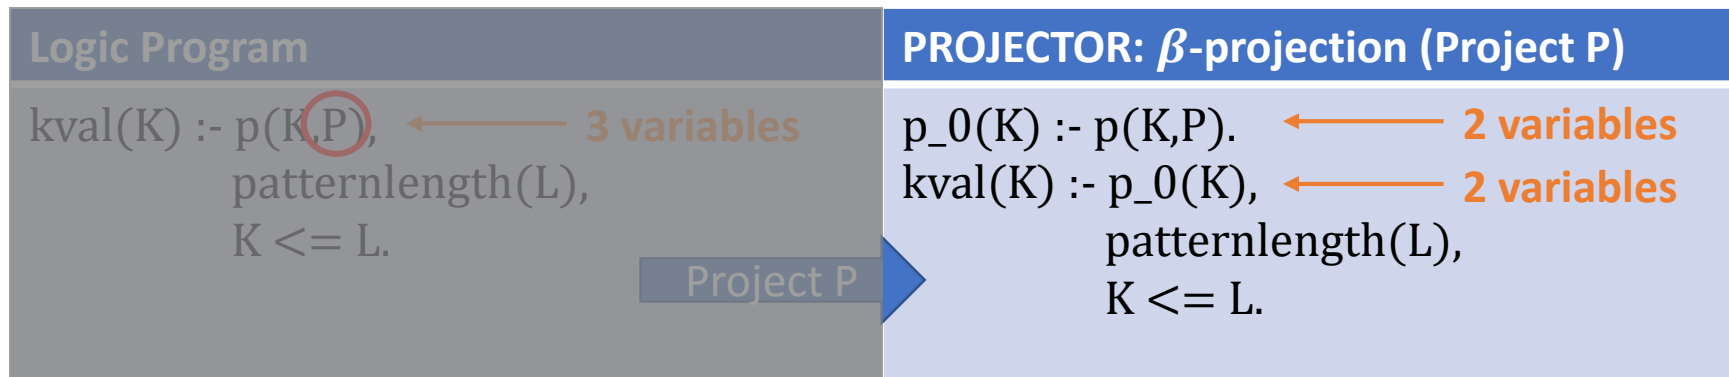 Logic Program
kval(K) :- p(K,P),
3 variables
patternlength(L),
K <= L.
Project P
PROJECTOR: 𝜷-projection (Project P)
p_0(K) :- p(K,P).
2 variables
kval(K) :- p_0(K),
2 variables
patternlength(L),
K <= L.